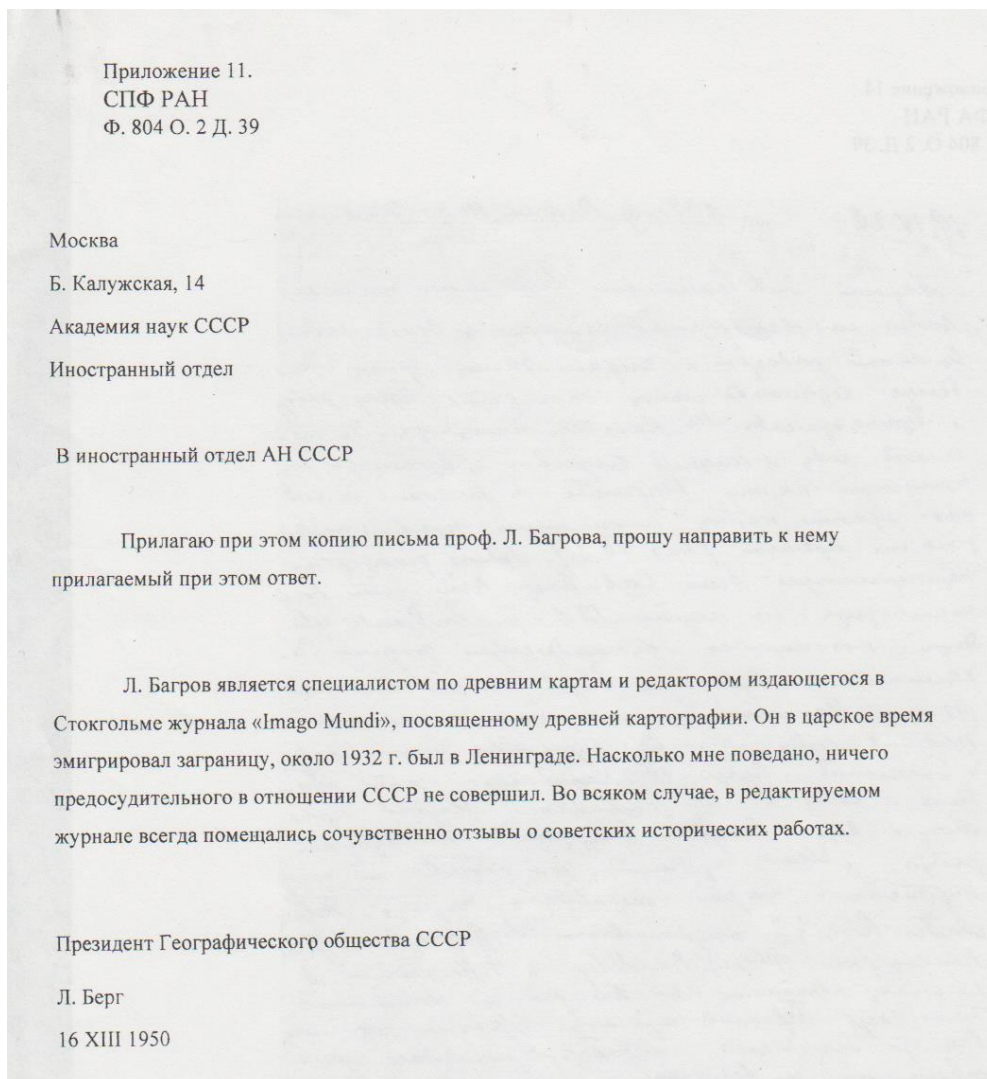 Приложение 11.
СПФ РАН
Ф. 804 О. 2 Д. 39
Москва
Б. Калужская, 14
Академия наук СССР
Иностранный отдел
В иностранный отдел АН СССР
Прилагаю при этом копию письма проф. Л. Багрова, прошу направить к нему
прилагаемый при этом ответ.
Л. Багров является специалистом по древним картам и редактором издающегося в
Стокгольме журнала «Imago Mundi», посвященному древней картографии. Он в царское время
эмигрировал заграницу, около 1932 г. был в Ленинграде. Насколько мне поведано, ничего
предосудительного в отношении СССР не совершил. Во всяком случае, в редактируемом
журнале всегда помещались сочувственно отзывы о советских исторических работах.
Президент Географического общества СССР
Л. Берг
16 XIII 1950